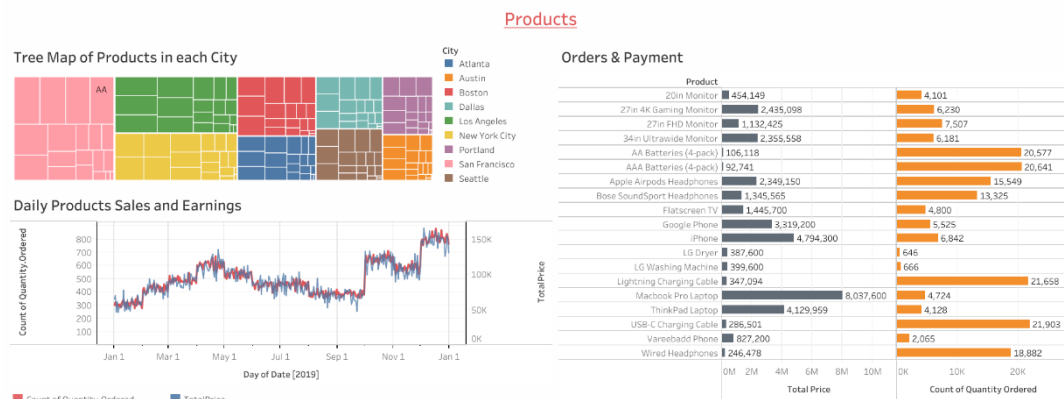 Products
Tree Map of Products in each City
AA
City
Atlanta
Austin
Boston
Dallas
Los Angeles
New York City
Portland
San Francisco
Seattle
Daily Products Sales and Earnings
Count of Quantity,Ordered
800
700
600
500
400
300
200
100
150K
100K
50K
0K
TotalPrice
Jan 1 Mar 1 May 1 Jul 1 Sep 1 Nov 1 Jan 1
Day of Date [2019]
Count of Quantity, Ordered TotalPrice
Orders & Payment
Product
20in Monitor 454,149 4,101
27in 4K Gaming Monitor 2,435,098 6,230
27in FHD Monitor 1,132,425 7,507
34in Ultrawide Monitor 2,355,558 6,181
AA Batteries (4-pack) 106,118 20,577
AAA Batteries (4-pack) 92,741 20,641
Apple Airpods Headphones 2,349,150 15,549
Bose SoundSport Headphones 1,345,565 13,325
Flatscreen TV 1,445,700 4,800
Google Phone 3,319,200 5,525
iPhone 4,794,300 6,842
LG Dryer 387,600 646
LG Washing Machine 399,600 666
Lightning Charging Cable 347,094 21,658
Macbook Pro Laptop 8,037,600 4,724
ThinkPad Laptop 4,129,959 4,128
USB-C Charging Cable 286,501 21,903
Vareebadd Phone 827,200 2,065
Wired Headphones 246,478 18,882
0M 2M 4M 6M 8M 10M 0K 10K 20K
Total Price Count of Quantity Ordered